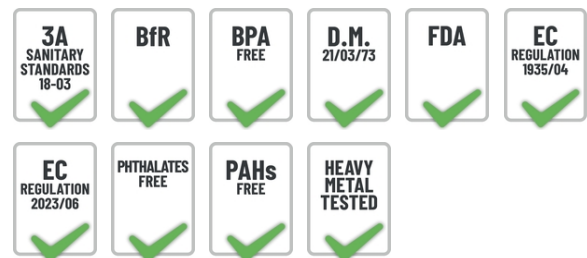 3A
SANITARY
STANDARDS
18-03
BfR
BPA
FREE
D.M.
21/03/73
FDA
EC
REGULATION
1935/04
EC
REGULATION
2023/06
PHTHALATES
FREE
PAHs
FREE
HEAVY
METAL
TESTED